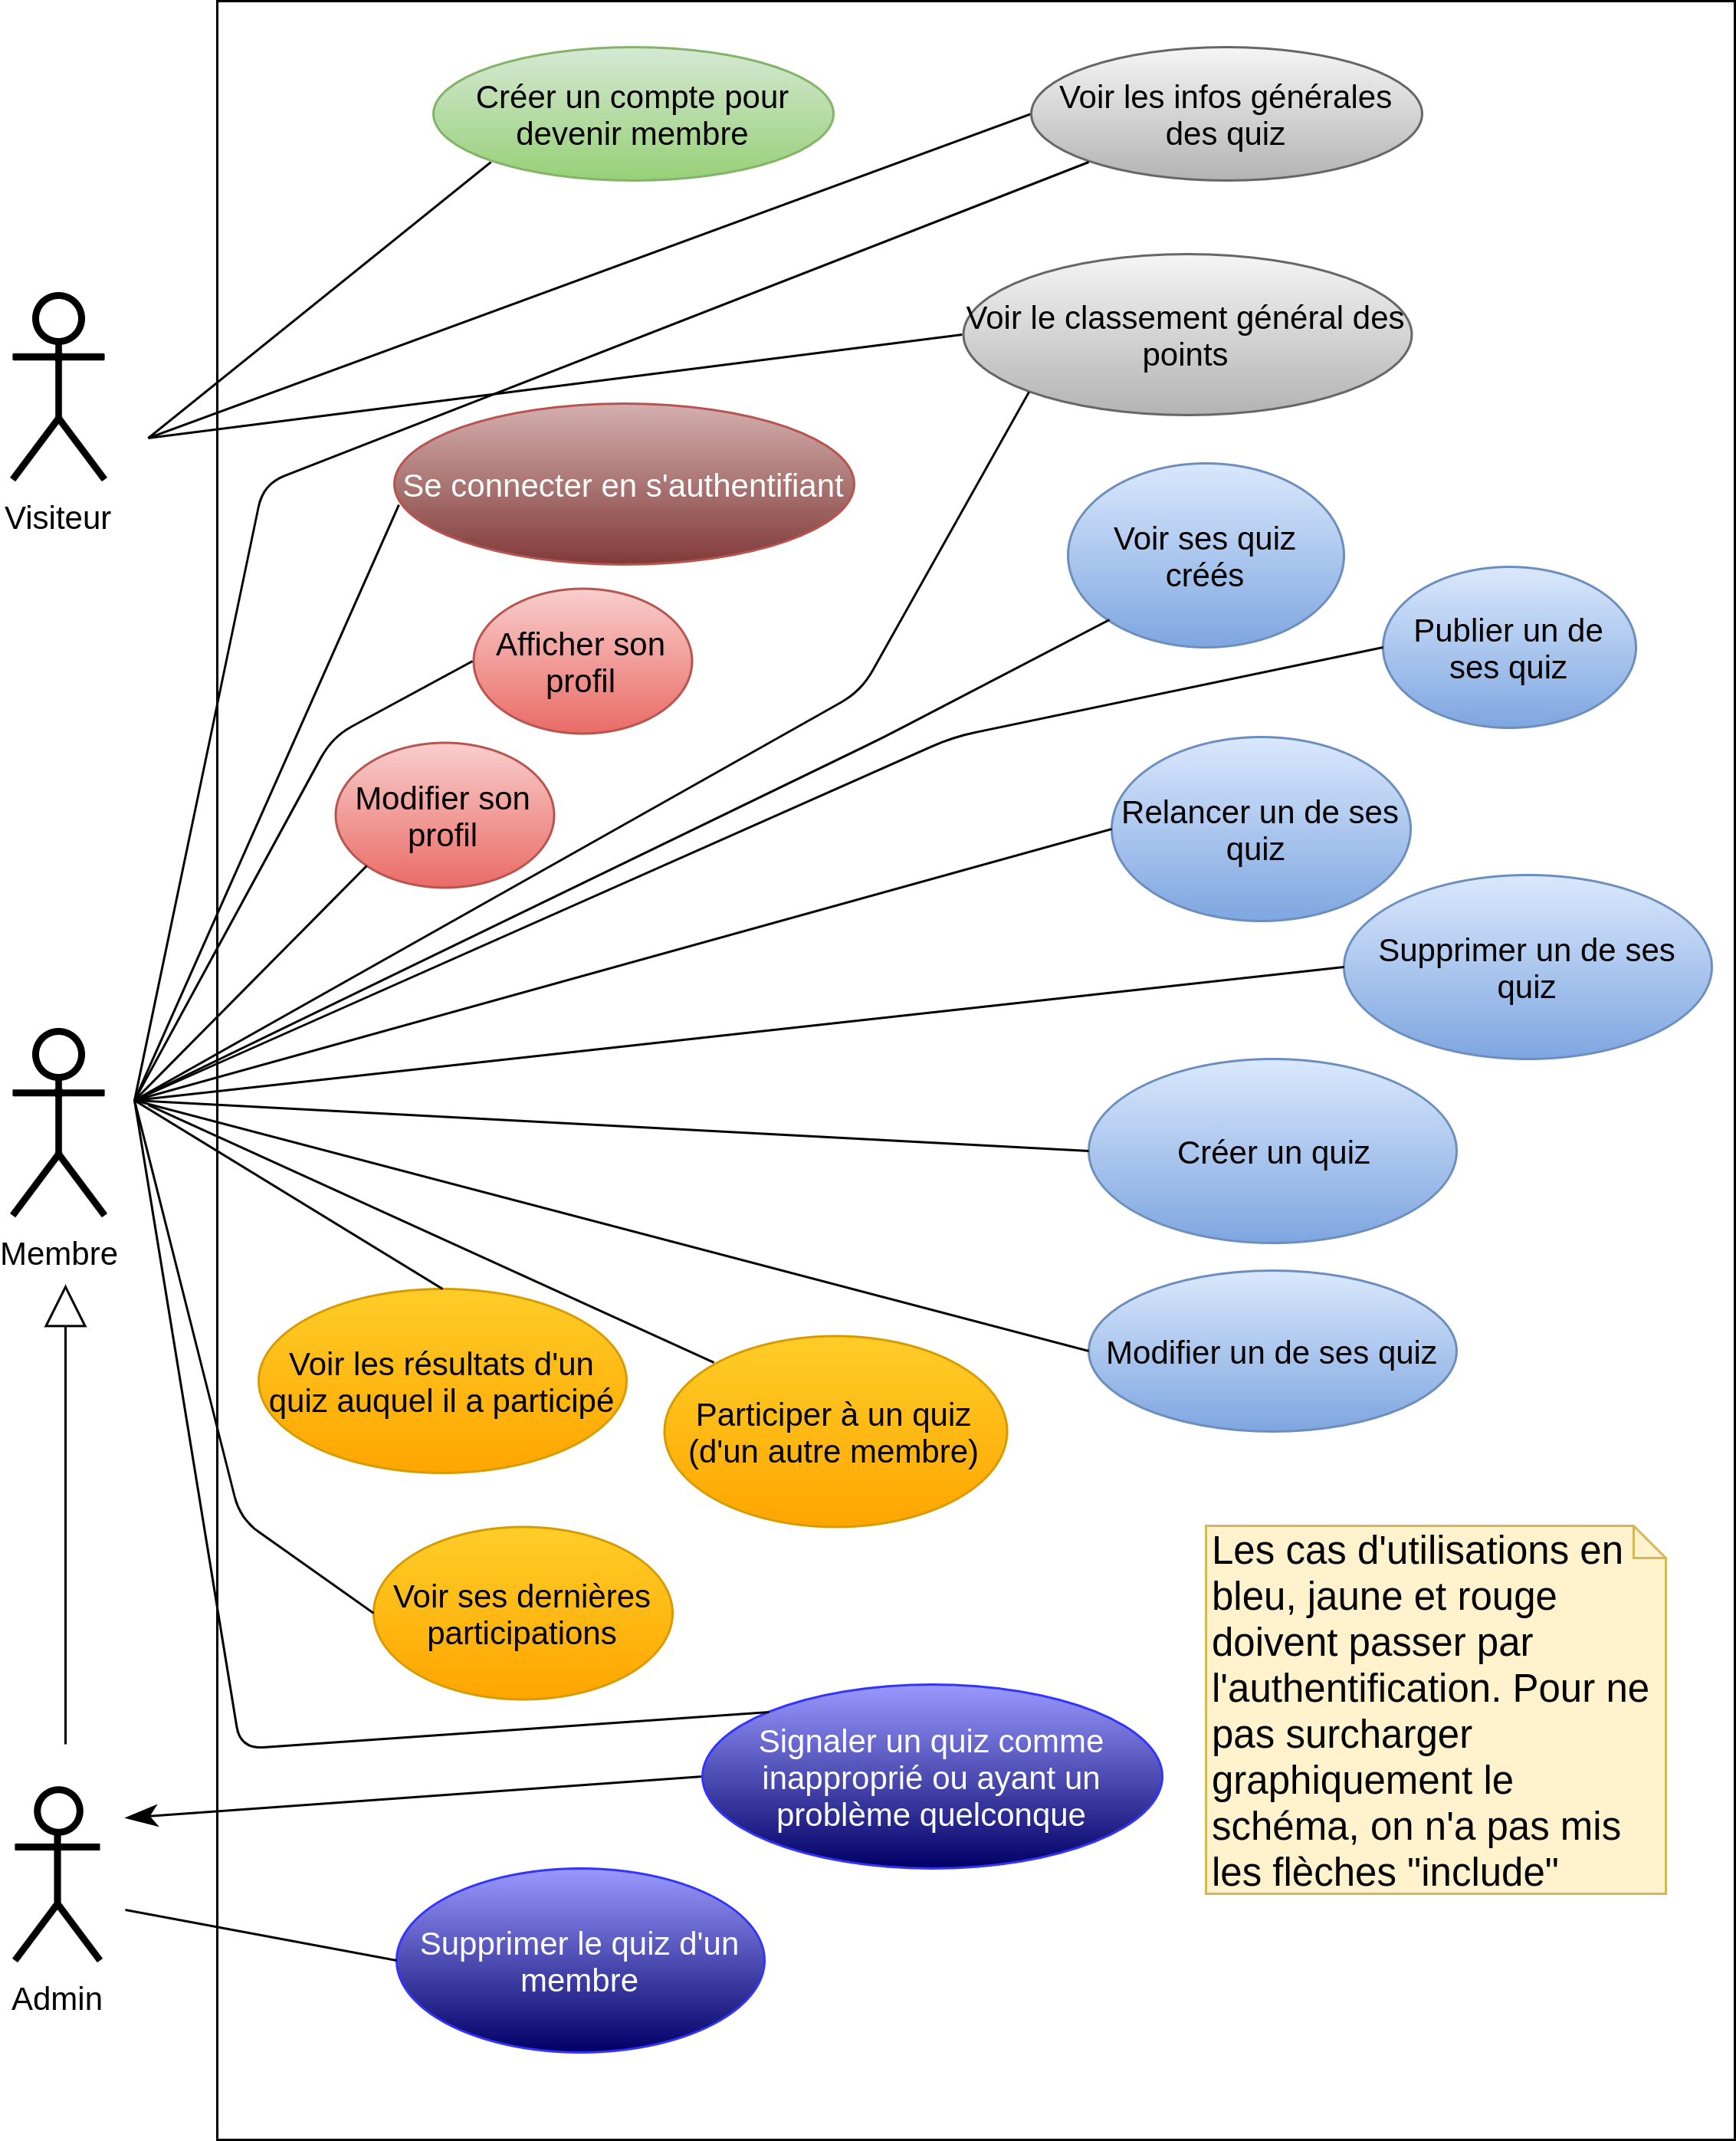 Créer un compte pour
devenir membre
Voir les infos générales
des quiz
Voir le classement général des
points
Visiteur
Se connecter en s'authentifiant
Voir ses quiz
créés
Publier un de
ses quiz
Afficher son
profil
Modifier son
profil
Relancer un de ses
quiz
Supprimer un de ses
quiz
Membre
Créer un quiz
Modifier un de ses quiz
Voir les résultats d'un
quiz auquel il a participé
Participer à un quiz
(d'un autre membre)
Voir ses dernières
participations
Les cas d'utilisations en
bleu, jaune et rouge
doivent passer par
l'authentification. Pour ne
pas surcharger
graphiquement le
schéma, on n'a pas mis
les flèches "include"
Signaler un quiz comme
inapproprié ou ayant un
problème quelconque
Admin
Supprimer le quiz d'un
membre